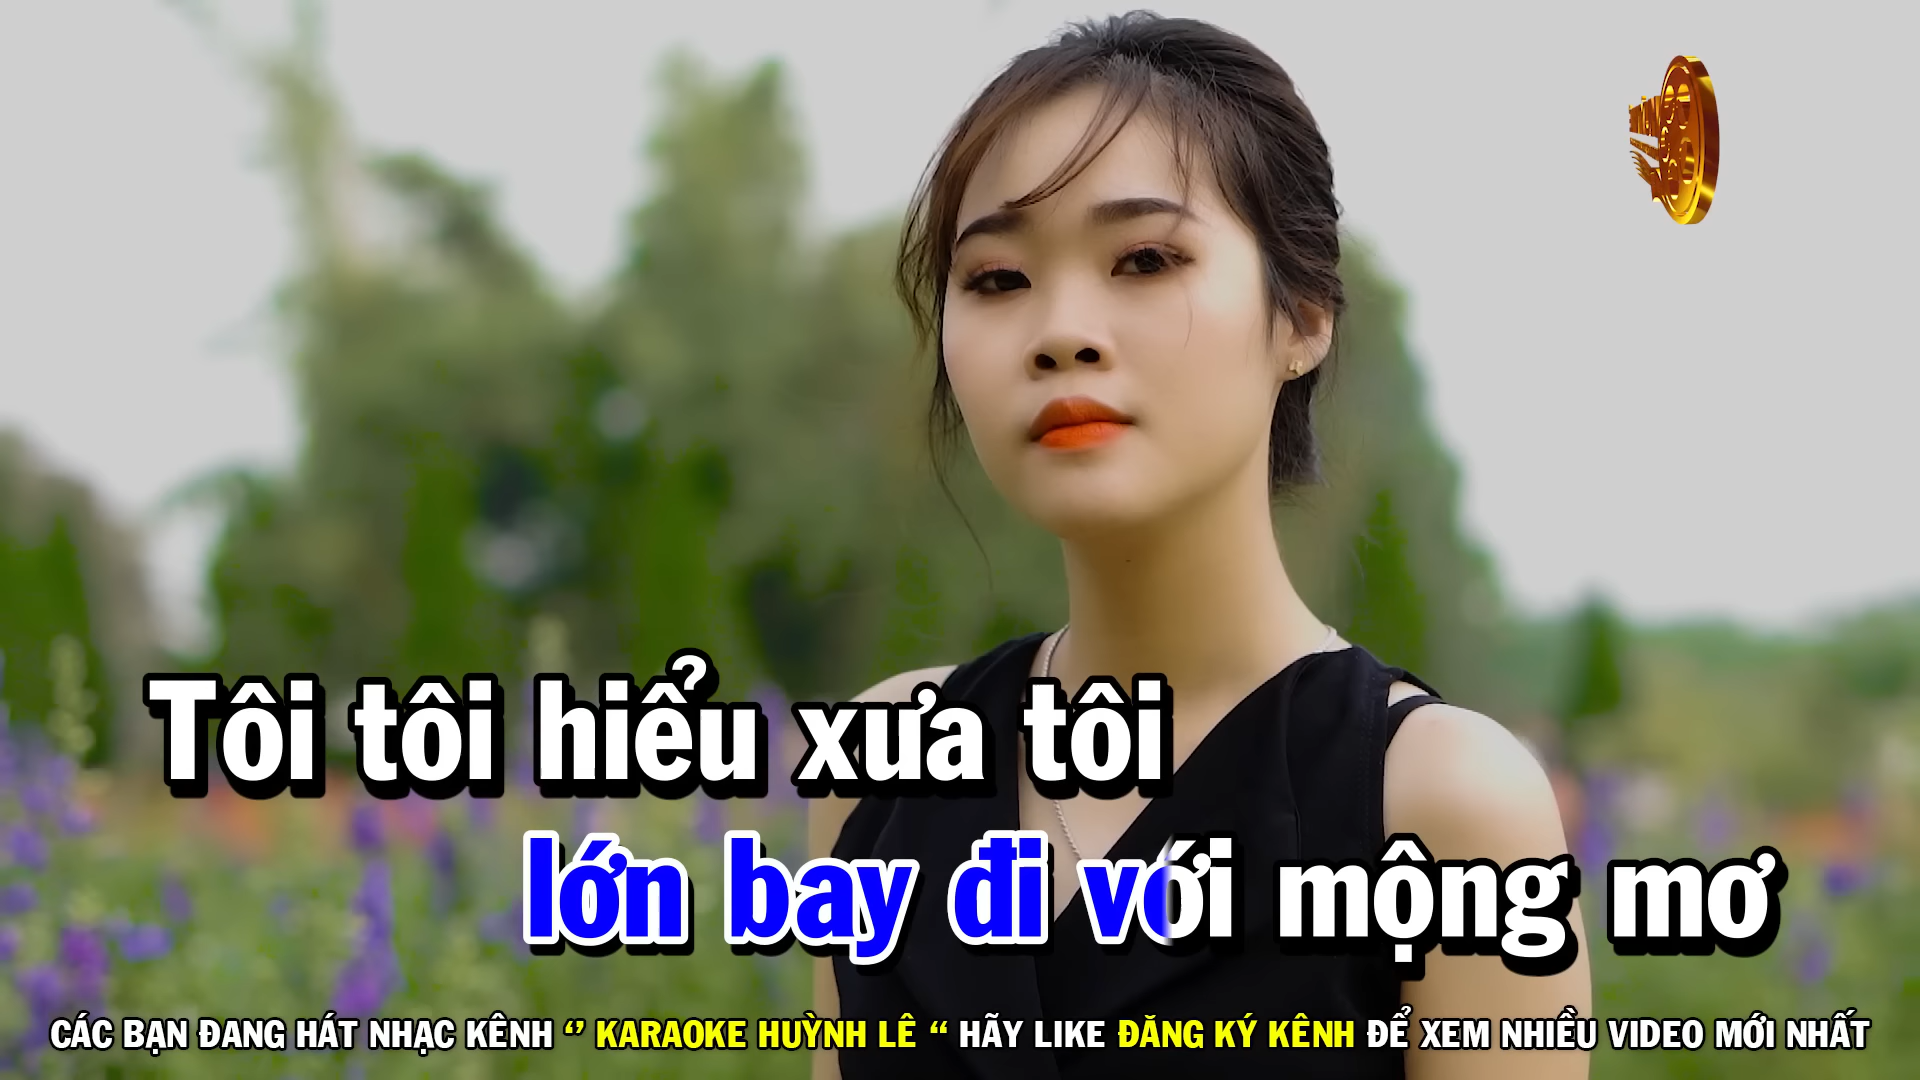 Tôi tôi hiểu xưa tôi
lớn bay đi với mộng mơ
CÁC BẠN ĐANG HÁT NHẠC KÊNH ‘’ KARAOKE HUỲNH LÊ “ HÃY LIKE ĐĂNG KÝ KÊNH ĐỂ XEM NHIỀU VIDEO MỚI NHẤT